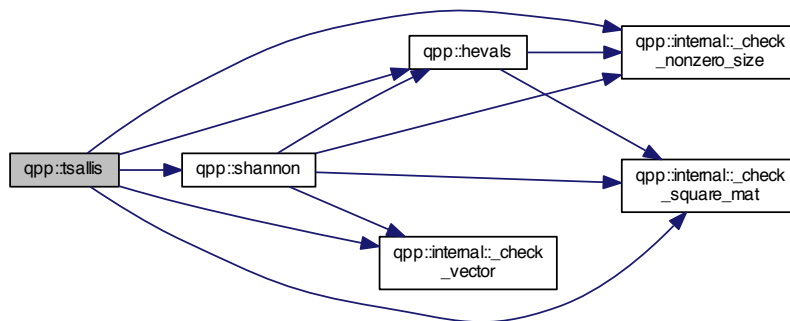 qpp::tsallis
qpp::shannon
qpp::hevals
qpp::internal::_check
_vector
qpp::internal::_check
_nonzero_size
qpp::internal::_check
_square_mat